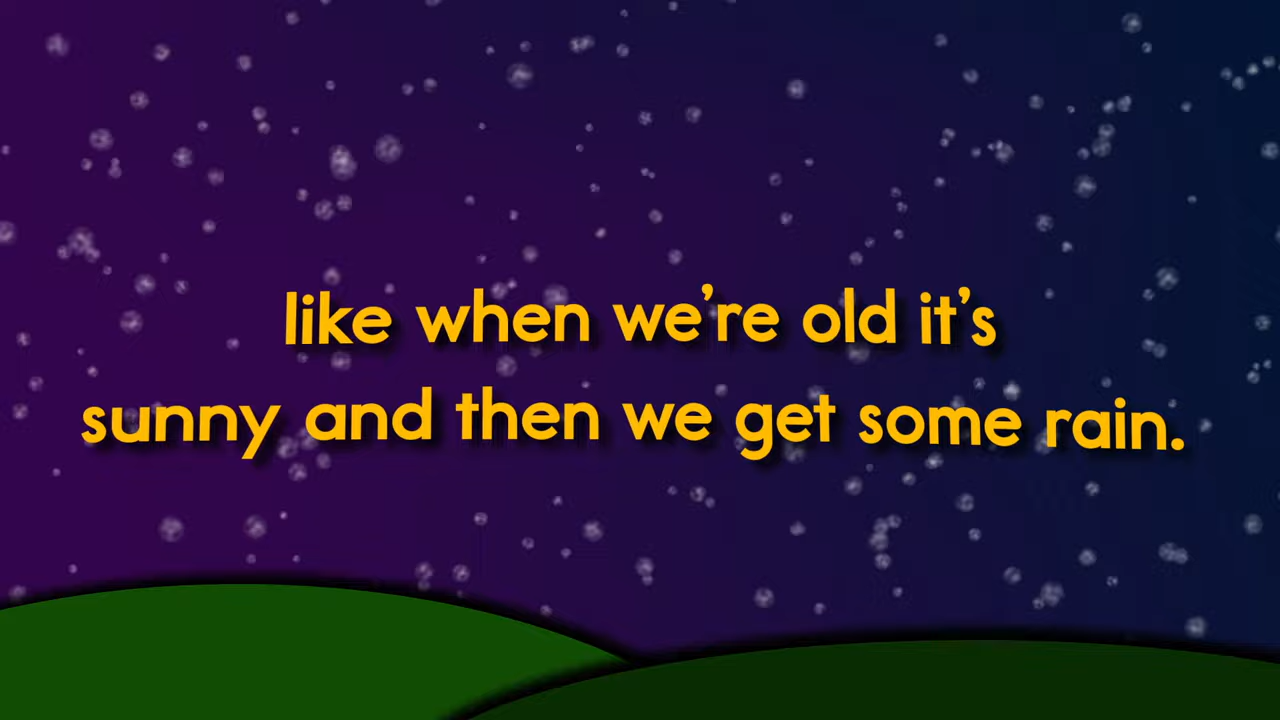 like when we’re old it’s
sunny and then we get some rain.